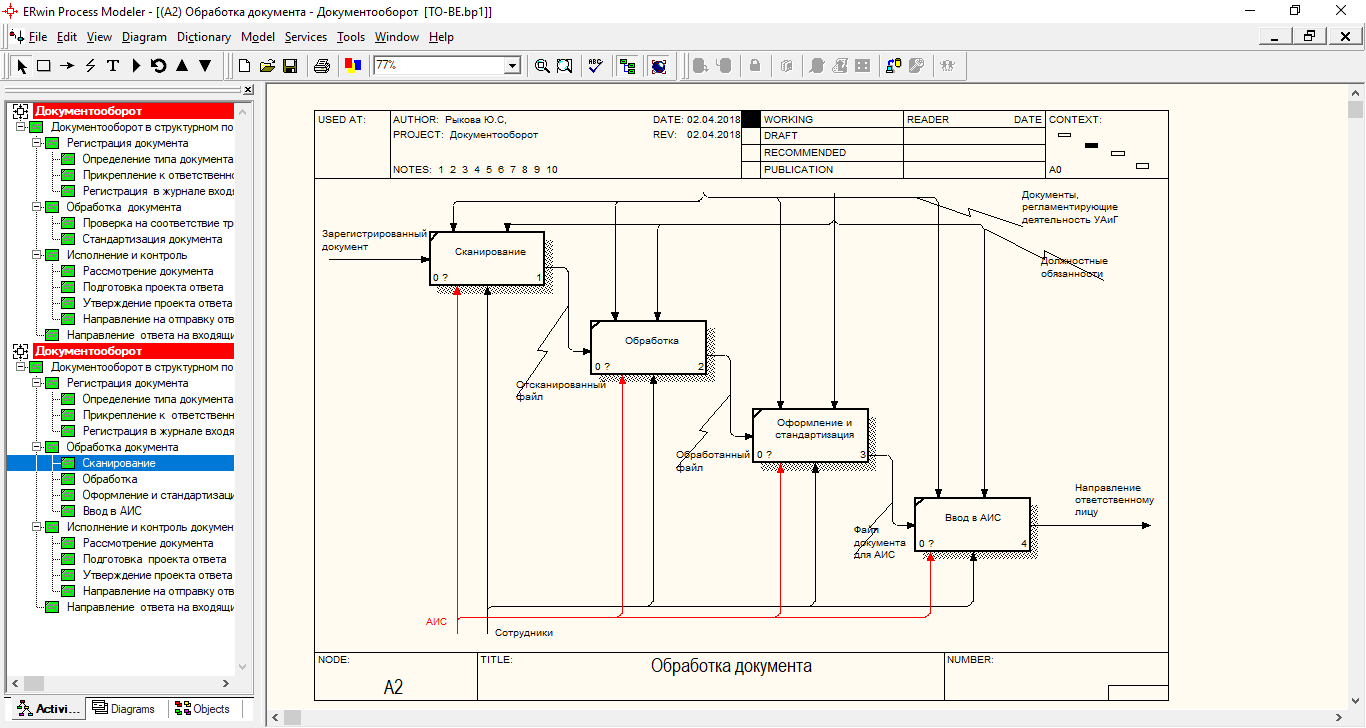 ERwin Process Modeler - [(A2) Обработка документа - Документооборот [TO-BE.bp1]]
File Edit View Diagram Dictionary Model Services Tools Window Help
77%
Документооборот
Документооборот в структурном по
Регистрация документа
Определение типа документа
Прикрепление к ответственно
Регистрация в журнале входя
Обработка документа
Проверка на соответствие тр
Стандартизация документа
Исполнение и контроль
Рассмотрение документа
Подготовка проекта ответа
Утверждение проекта ответа
Направление на отправку отв
Направление ответа на входящи
Документооборот
Документооборот в структурном по
Регистрация документа
Определение типа документа
Прикрепление к ответственн
Регистрация в журнале входя
Обработка документа
Сканирование
Обработка
Оформление и стандартизаци
Ввод в АИС
Исполнение и контроль докумен
Рассмотрение документа
Подготовка проекта ответа
Утверждение проекта ответа
Направление на отправку отв
Направление ответа на входящи
Activi...
Diagrams
Objects
USED AT:
AUTHOR: Рыкова Ю.С,
DATE: 02.04.2018
PROJECT: Документооборот
REV: 02.04.2018
NOTES: 1 2 3 4 5 6 7 8 9 10
WORKING
DRAFT
RECOMMENDED
PUBLICATION
READER
DATE
CONTEXT:
A0
Документы,
регламентирующие
деятельность УАиГ
Должностные
обязанности
Зарегистрированный
документ
Сканирование
0 ? 1
Отсканированный
файл
Обработка
0 ? 2
Обработанный
файл
Оформление и
стандартизация
0 ? 3
Файл
документа
для АИС
Ввод в АИС
0 ? 4
Направление
ответственному
лицу
АИС
Сотрудники
NODE:
A2
TITLE:
Обработка документа
NUMBER: